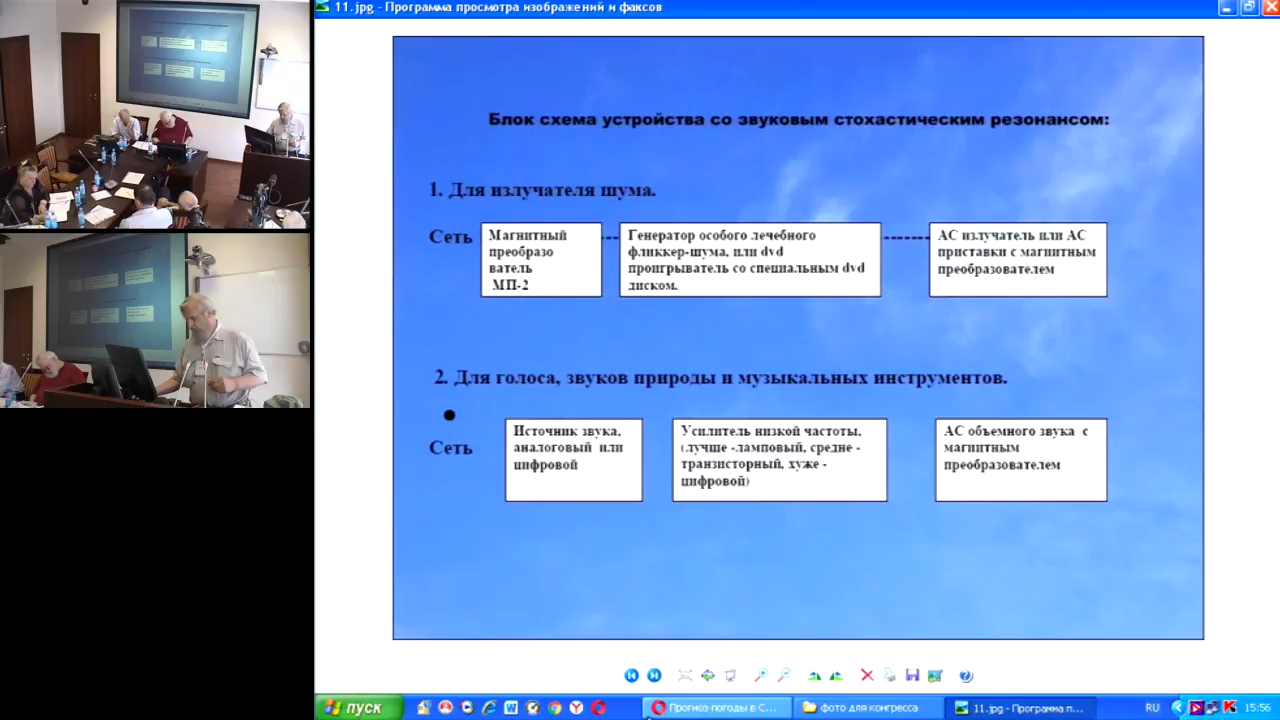 11.jpg - Программа просмотра изображений и факсов
Блок схема устройства со звуковым стохастическим резонансом:
1. Для излучателя шума.
Сеть
Магнитный
преобразо
ватель
МП-2
Генератор особого лечебного
фликкер-шума, или dvd
проигрыватель со специальным dvd
диском.
АС излучатель или АС
приставки с магнитным
преобразователем
2. Для голоса, звуков природы и музыкальных инструментов.
Сеть
Источник звука,
аналоговый или
цифровой
Усилитель низкой частоты,
(лучше -ламповый, средне -
транзисторный, хуже -
цифровой)
АС объемного звука с
магнитным
преобразователем
пуск
Прогноз погоды в С...
фото для конгресса
11.jpg - Программа п...
RU
15:56